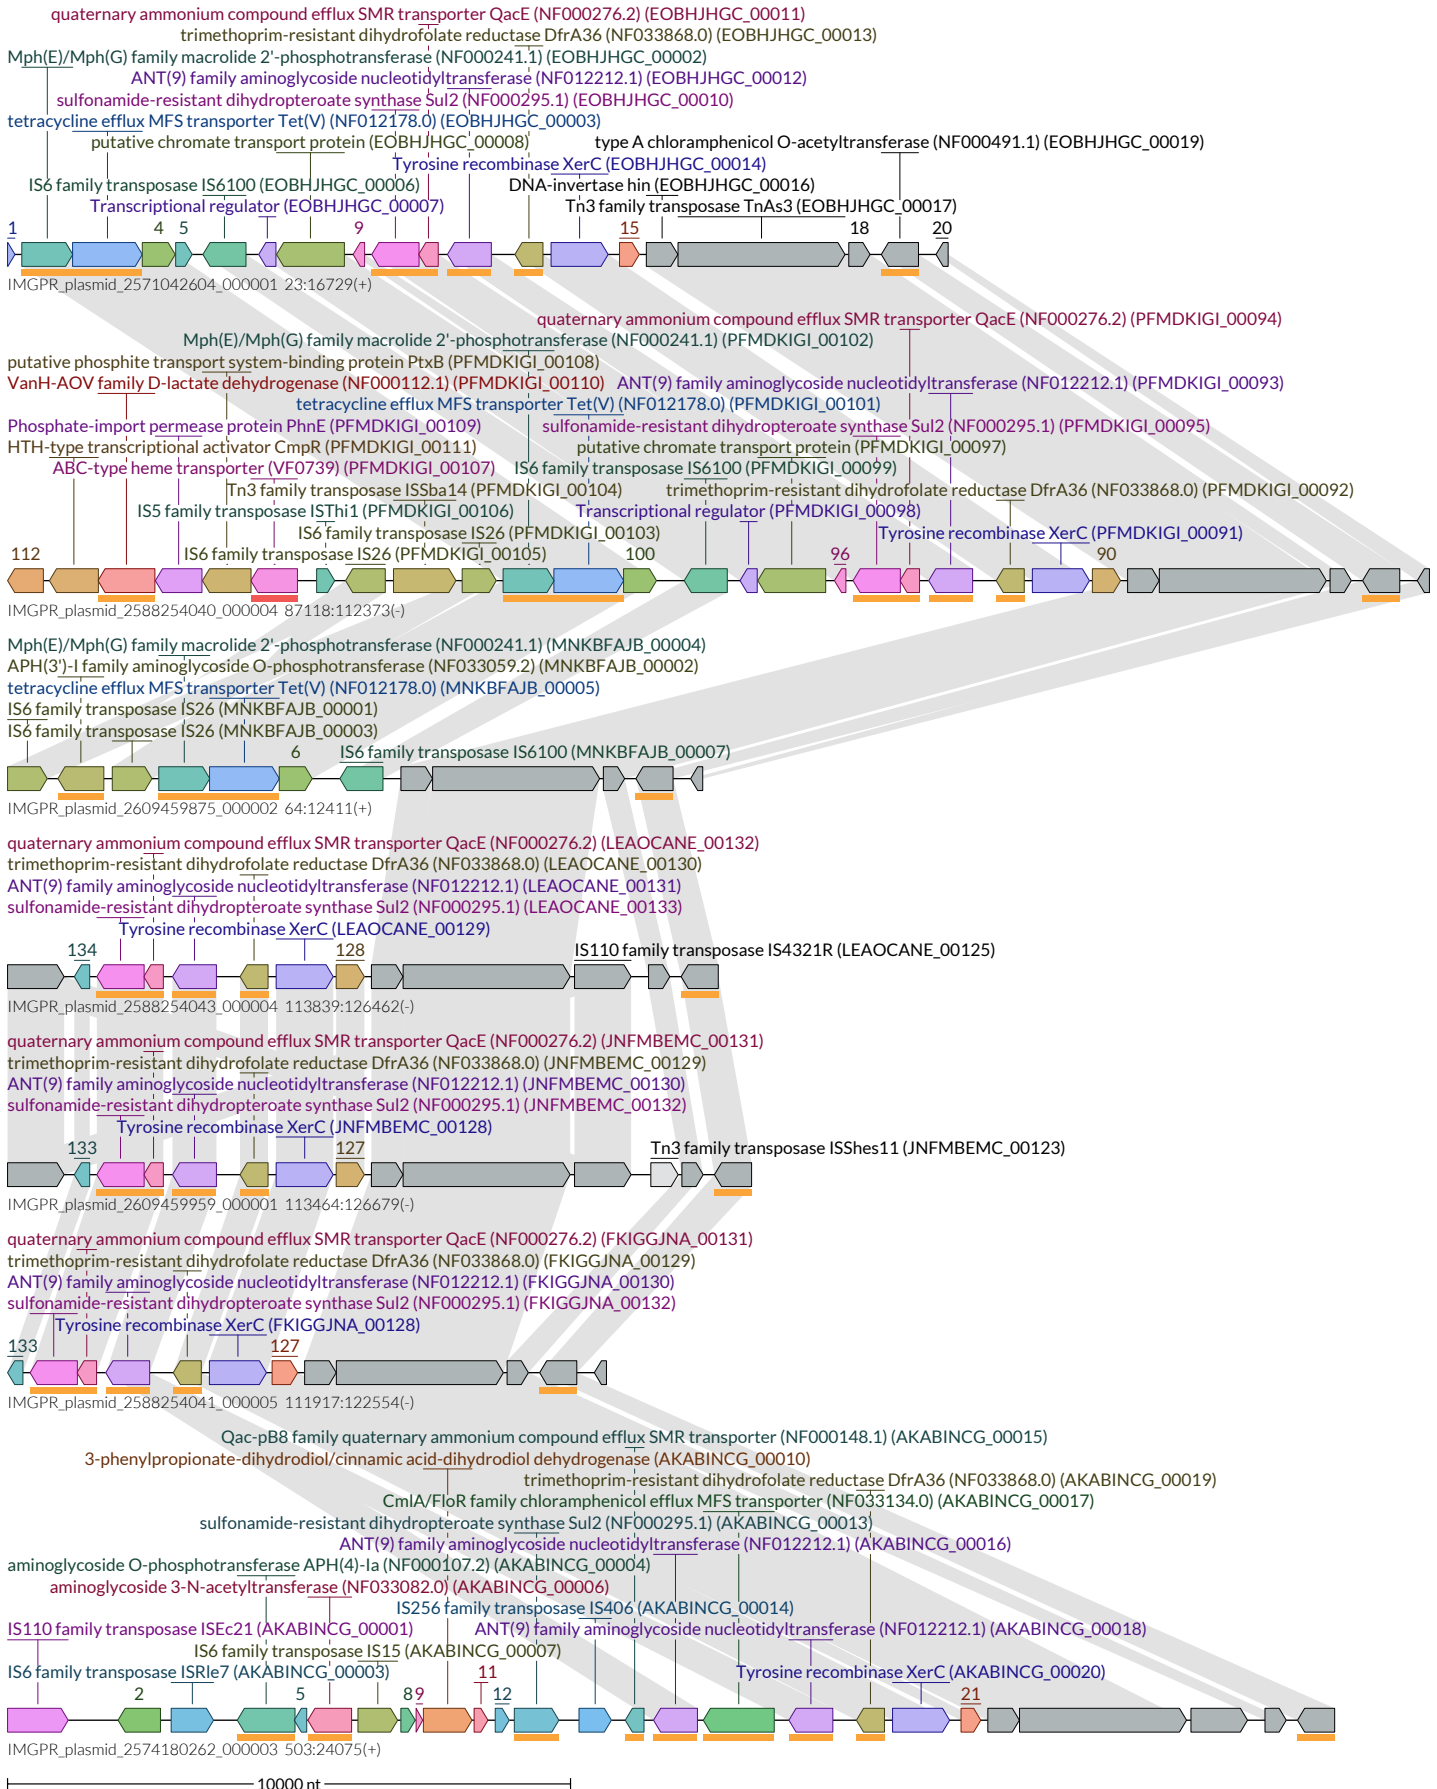 quaternary ammonium compound efflux SMR transporter QacE (NF000276.2) (EOBHJHGC_00011)
trimethoprim-resistant dihydrofolate reductase DfrA36 (NF033868.0) (EOBHJHGC_00013)
Mph(E)/Mph(G) family macrolide 2'-phosphotransferase (NF000241.1) (EOBHJHGC_00002)
ANT(9) family aminoglycoside nucleotidyltransferase (NF012212.1) (EOBHJHGC_00012)
sulfonamide-resistant dihydropteroate synthase Sul2 (NF000295.1) (EOBHJHGC_00010)
tetracycline efflux MFS transporter Tet(V) (NF012178.0) (EOBHJHGC_00003)
putative chromate transport protein (EOBHJHGC_00008) type A chloramphenicol O-acetyltransferase (NF000491.1) (EOBHJHGC_00019)
Tyrosine recombinase XerC (EOBHJHGC_00014)
IS6 family transposase IS6100 (EOBHJHGC_00006) DNA-invertase hin (EOBHJHGC_00016)
Transcriptional regulator (EOBHJHGC_00007) Tn3 family transposase TnAs3 (EOBHJHGC_00017)
1 4 5 9 15 18 20
IMGPR_plasmid_2571042604_000001 23:16729(+)
quaternary ammonium compound efflux SMR transporter QacE (NF000276.2) (PFMDKIGI_00094)
Mph(E)/Mph(G) family macrolide 2'-phosphotransferase (NF000241.1) (PFMDKIGI_00102)
putative phosphite transport system-binding protein PtxB (PFMDKIGI_00108)
VanH-AOV family D-lactate dehydrogenase (NF000112.1) (PFMDKIGI_00110) ANT(9) family aminoglycoside nucleotidyltransferase (NF012212.1) (PFMDKIGI_00093)
tetracycline efflux MFS transporter Tet(V) (NF012178.0) (PFMDKIGI_00101)
Phosphate-import permease protein PhnE (PFMDKIGI_00109) sulfonamide-resistant dihydropteroate synthase Sul2 (NF000295.1) (PFMDKIGI_00095)
HTH-type transcriptional activator CmpR (PFMDKIGI_00111) putative chromate transport protein (PFMDKIGI_00097)
ABC-type heme transporter (VF0739) (PFMDKIGI_00107) IS6 family transposase IS6100 (PFMDKIGI_00099)
Tn3 family transposase ISSba14 (PFMDKIGI_00104) trimethoprim-resistant dihydrofolate reductase DfrA36 (NF033868.0) (PFMDKIGI_00092)
IS5 family transposase ISThi1 (PFMDKIGI_00106) Transcriptional regulator (PFMDKIGI_00098)
IS6 family transposase IS26 (PFMDKIGI_00103) Tyrosine recombinase XerC (PFMDKIGI_00091)
112 IS6 family transposase IS26 (PFMDKIGI_00105) 100 96 90
IMGPR_plasmid_2588254040_000004 87118:112373(-)
Mph(E)/Mph(G) family macrolide 2'-phosphotransferase (NF000241.1) (MNKBFAJB_00004)
APH(3')-I family aminoglycoside O-phosphotransferase (NF033059.2) (MNKBFAJB_00002)
tetracycline efflux MFS transporter Tet(V) (NF012178.0) (MNKBFAJB_00005)
IS6 family transposase IS26 (MNKBFAJB_00001)
IS6 family transposase IS26 (MNKBFAJB_00003)
6 IS6 family transposase IS6100 (MNKBFAJB_00007)
IMGPR_plasmid_2609459875_000002 64:12411(+)
quaternary ammonium compound efflux SMR transporter QacE (NF000276.2) (LEAOCANE_00132)
trimethoprim-resistant dihydrofolate reductase DfrA36 (NF033868.0) (LEAOCANE_00130)
ANT(9) family aminoglycoside nucleotidyltransferase (NF012212.1) (LEAOCANE_00131)
sulfonamide-resistant dihydropteroate synthase Sul2 (NF000295.1) (LEAOCANE_00133)
Tyrosine recombinase XerC (LEAOCANE_00129)
134 128 IS110 family transposase IS4321R (LEAOCANE_00125)
IMGPR_plasmid_2588254043_000004 113839:126462(-)
quaternary ammonium compound efflux SMR transporter QacE (NF000276.2) (JNFMBEMC_00131)
trimethoprim-resistant dihydrofolate reductase DfrA36 (NF033868.0) (JNFMBEMC_00129)
ANT(9) family aminoglycoside nucleotidyltransferase (NF012212.1) (JNFMBEMC_00130)
sulfonamide-resistant dihydropteroate synthase Sul2 (NF000295.1) (JNFMBEMC_00132)
Tyrosine recombinase XerC (JNFMBEMC_00128)
133 127 Tn3 family transposase ISShes11 (JNFMBEMC_00123)
IMGPR_plasmid_2609459959_000001 113464:126679(-)
quaternary ammonium compound efflux SMR transporter QacE (NF000276.2) (FKIGGJNA_00131)
trimethoprim-resistant dihydrofolate reductase DfrA36 (NF033868.0) (FKIGGJNA_00129)
ANT(9) family aminoglycoside nucleotidyltransferase (NF012212.1) (FKIGGJNA_00130)
sulfonamide-resistant dihydropteroate synthase Sul2 (NF000295.1) (FKIGGJNA_00132)
Tyrosine recombinase XerC (FKIGGJNA_00128)
133 127
IMGPR_plasmid_2588254041_000005 111917:122554(-)
Qac-pB8 family quaternary ammonium compound efflux SMR transporter (NF000148.1) (AKABINCG_00015)
3-phenylpropionate-dihydrodiol/cinnamic acid-dihydrodiol dehydrogenase (AKABINCG_00010)
trimethoprim-resistant dihydrofolate reductase DfrA36 (NF033868.0) (AKABINCG_00019)
CmlA/FloR family chloramphenicol efflux MFS transporter (NF033134.0) (AKABINCG_00017)
sulfonamide-resistant dihydropteroate synthase Sul2 (NF000295.1) (AKABINCG_00013)
ANT(9) family aminoglycoside nucleotidyltransferase (NF012212.1) (AKABINCG_00016)
aminoglycoside O-phosphotransferase APH(4)-Ia (NF000107.2) (AKABINCG_00004)
aminoglycoside 3-N-acetyltransferase (NF033082.0) (AKABINCG_00006)
IS256 family transposase IS406 (AKABINCG_00014)
IS110 family transposase ISEc21 (AKABINCG_00001) ANT(9) family aminoglycoside nucleotidyltransferase (NF012212.1) (AKABINCG_00018)
IS6 family transposase IS15 (AKABINCG_00007)
IS6 family transposase ISRle7 (AKABINCG_00003) 11 Tyrosine recombinase XerC (AKABINCG_00020)
2 5 8 9 12 21
IMGPR_plasmid_2574180262_000003 503:24075(+)
10000 nt